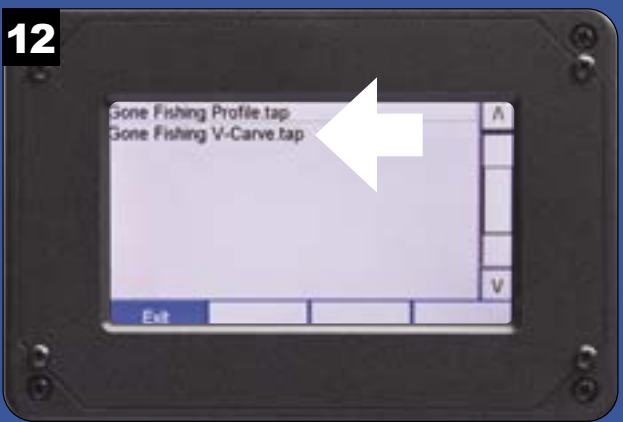 12
Gone Fishing Profile.tap
Gone Fishing V-Carve.tap
Λ
V
Exit